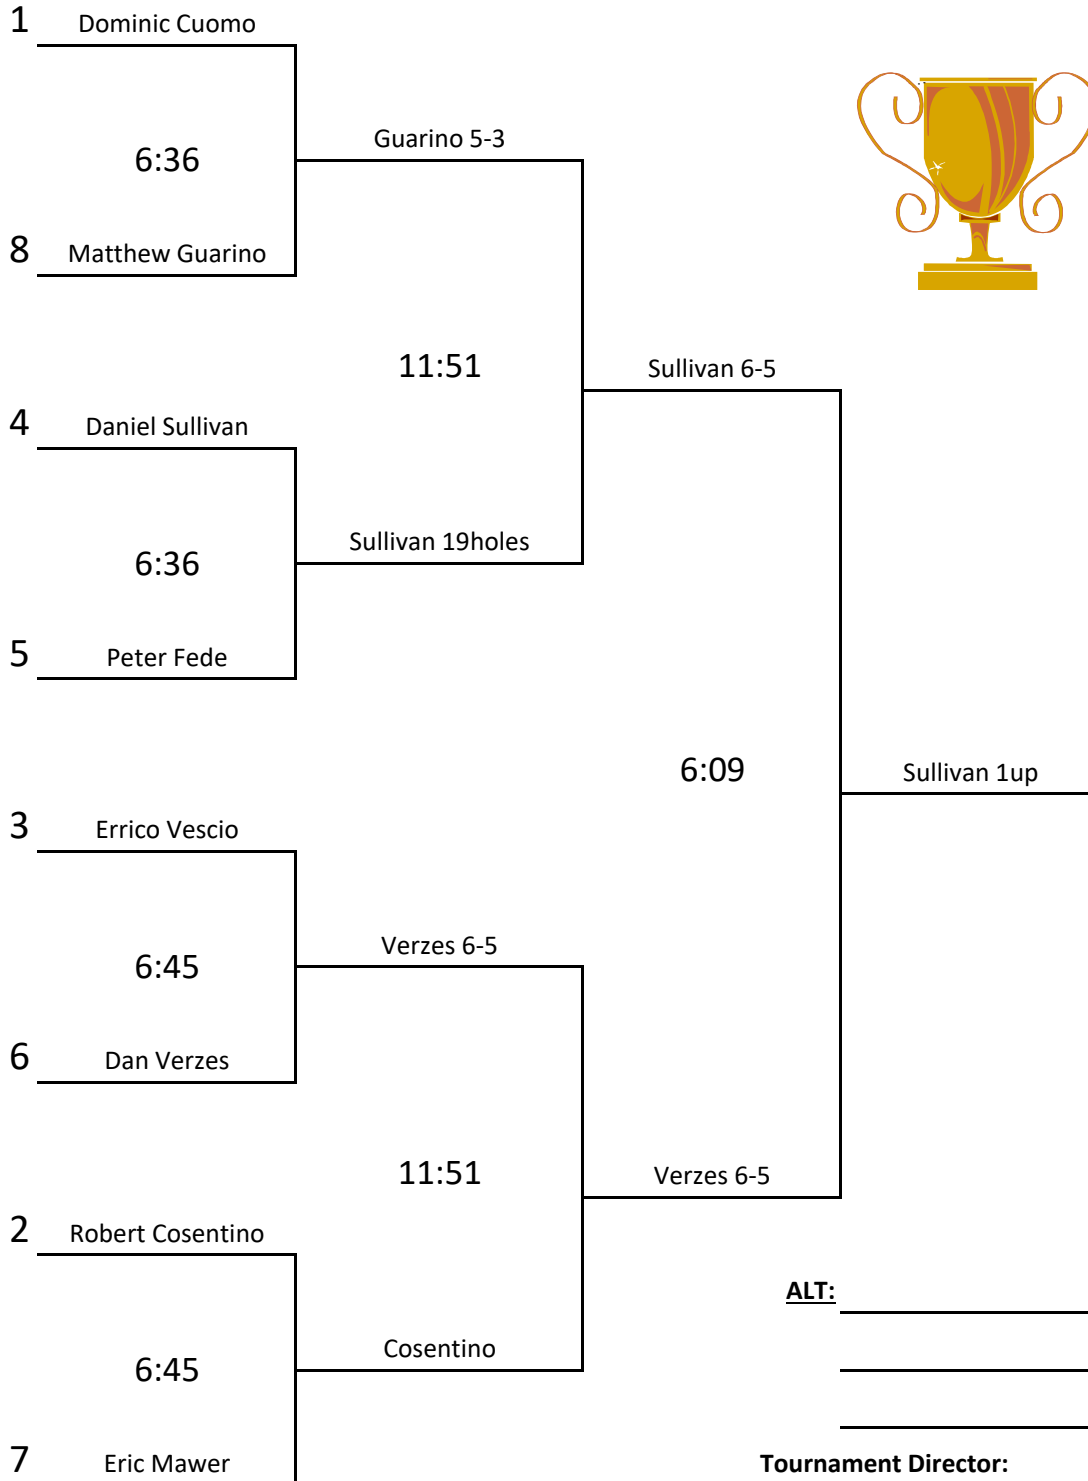 1 Dominic Cuomo
Guarino 5-3
6:36
8 Matthew Guarino
11:51
Sullivan 6-5
4 Daniel Sullivan
Sullivan 19holes
6:36
5 Peter Fede
6:09
Sullivan 1up
3 Errico Vescio
Verzes 6-5
6:45
6 Dan Verzes
11:51
Verzes 6-5
2 Robert Cosentino
ALT:
Cosentino
6:45
7 Eric Mawer
Tournament Director: